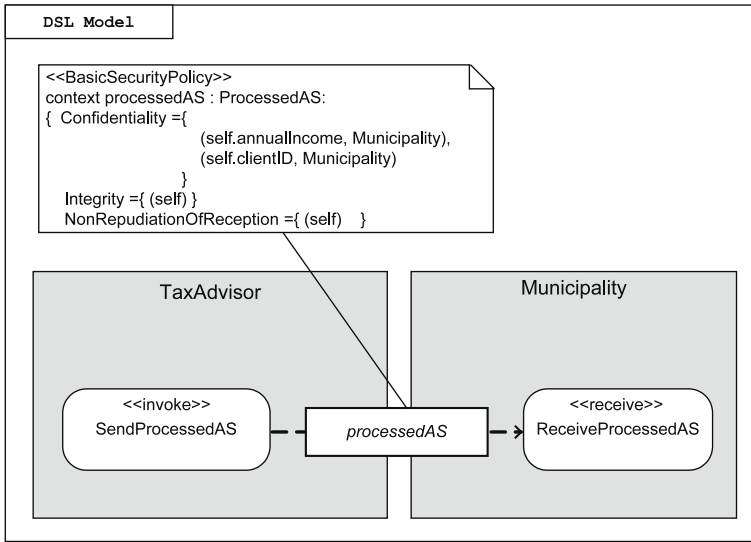 DSL Model
<<BasicSecurityPolicy>>
context processedAS : ProcessedAS:
{ Confidentiality ={
(self.annualIncome, Municipality),
(self.clientID, Municipality)
}
Integrity ={ (self) }
NonRepudiationOfReception ={ (self) }
TaxAdvisor
Municipality
<<invoke>>
SendProcessedAS
processedAS
<<receive>>
ReceiveProcessedAS